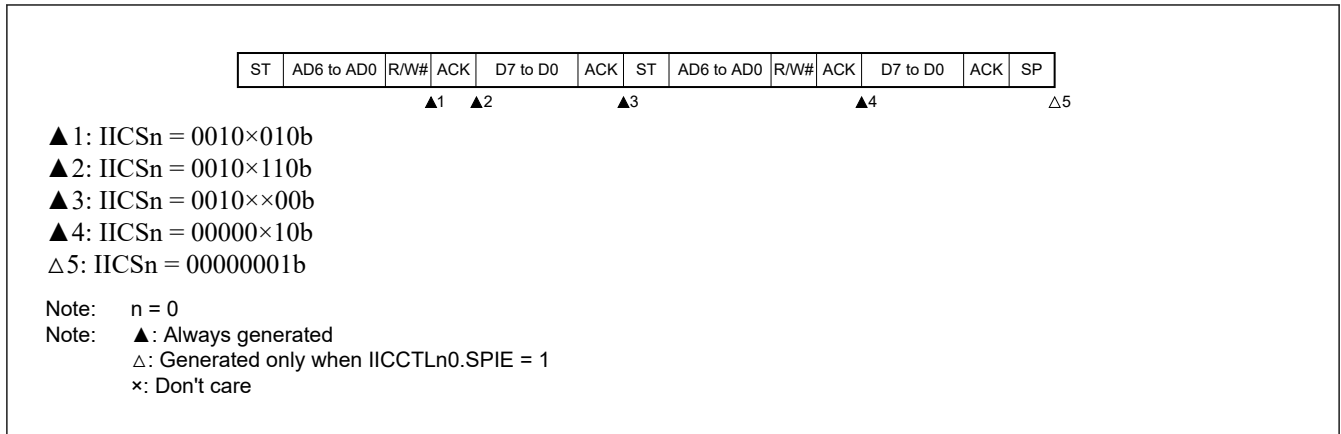 ST AD6 to AD0 R/W# ACK D7 to D0 ACK ST AD6 to AD0 R/W# ACK D7 to D0 ACK SP
▲1 ▲2 ▲3 ▲4 △5
▲1: IICSn = 0010×010b
▲2: IICSn = 0010×110b
▲3: IICSn = 0010××00b
▲4: IICSn = 00000×10b
△5: IICSn = 00000001b
Note: n = 0
Note: ▲: Always generated
△: Generated only when IICCTLn0.SPIE = 1
×: Don't care